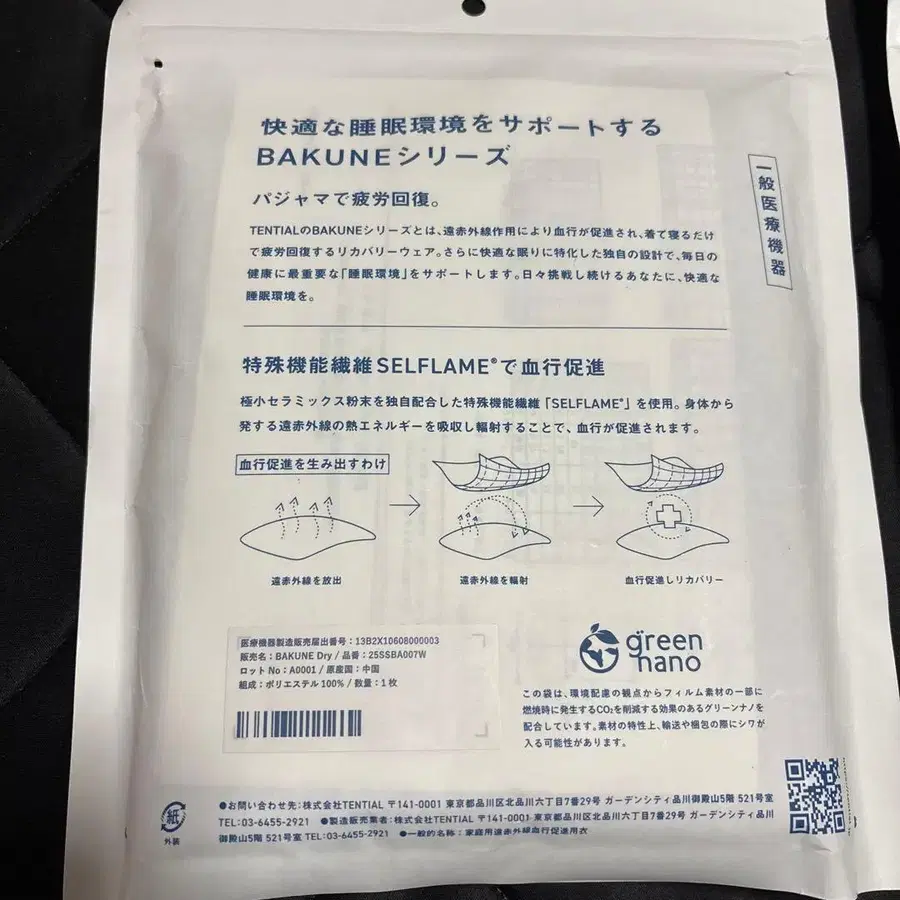 快適な睡眠環境をサポートする
BAKUNEシリーズ
一般医療機器
パジャマで疲労回復。
TENTIALのBAKUNEシリーズとは、遠赤外線作用により血行が促進され、着て寝るだけ
で疲労回復するリカバリーウェア。さらに快適な眠りに特化した独自の設計で、毎日の
健康に最重要な「睡眠環境」をサポートします。日々挑戦し続けるあなたに、快適な
睡眠環境を。
特殊機能繊維SELFLAME®で血行促進
極小セラミックス粉末を独自配合した特殊機能繊維「SELFLAME®」を使用。身体から
発する遠赤外線の熱エネルギーを吸収し輻射することで、血行が促進されます。
血行促進を生み出すわけ
遠赤外線を放出
遠赤外線を輻射
血行促進しリカバリー
医療機器製造販売届出番号：13B2X10608000003
販売名：BAKUNE Dry / 品番：25SSBA007W
ロットNo：A0001 / 原産国：中国
組成：ポリエステル100% / 数量：1枚
green
nano
この袋は、環境配慮の観点からフィルム素材の一部に
燃焼時に発生するCO₂を削減する効果のあるグリーンナノを
配合しています。素材の特性上、輸送や梱包の際にシワが
入る可能性があります。
紙
外装
●お問い合わせ先：株式会社TENTIAL 〒141-0001 東京都品川区北品川六丁目7番29号 ガーデンシティ品川御殿山5階 521号室
TEL：03-6455-2921 ●製造販売業者：株式会社TENTIAL 〒141-0001 東京都品川区北品川六丁目7番29号 ガーデンシティ品川
御殿山5階 521号室 TEL：03-6455-2921 ●一般的名称：家庭用遠赤外線血行促進用衣